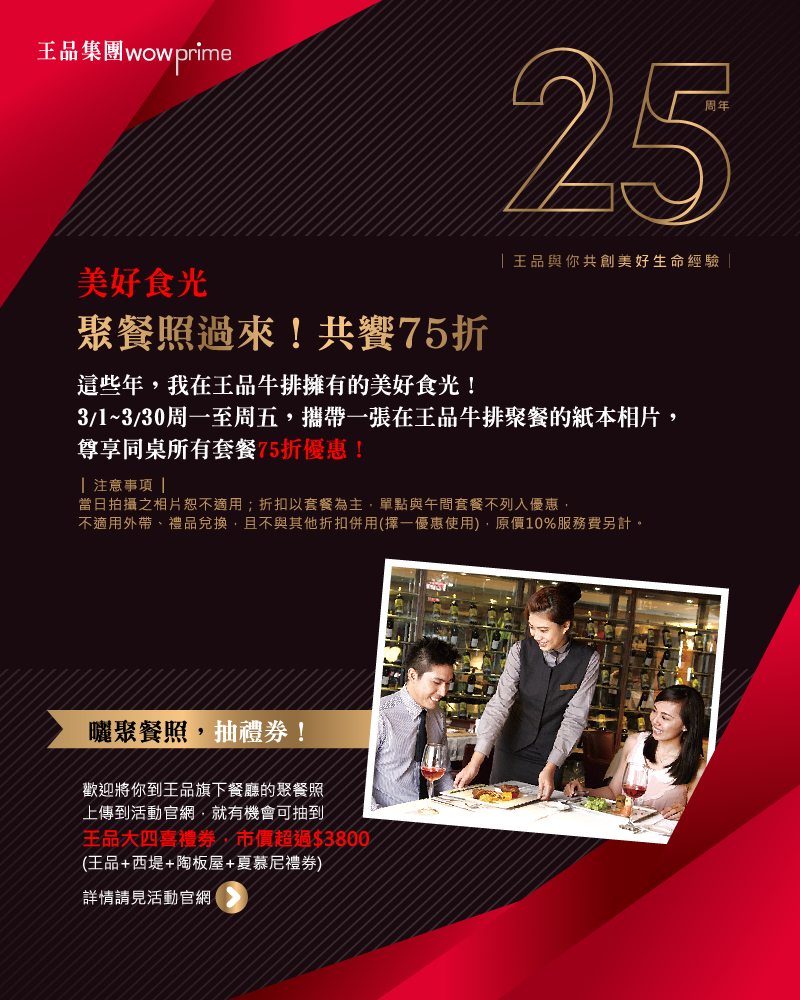 王品集團wowprime
25
周年
｜王品與你共創美好生命經驗｜
美好食光
聚餐照過來！共饗75折
這些年，我在王品牛排擁有的美好食光！
3/1~3/30周一至周五，攜帶一張在王品牛排聚餐的紙本相片，
尊享同桌所有套餐75折優惠！
｜注意事項｜
當日拍攝之相片恕不適用；折扣以套餐為主，單點與午間套餐不列入優惠，
不適用外帶、禮品兌換，且不與其他折扣併用(擇一優惠使用)，原價10%服務費另計。
曬聚餐照，抽禮券！
歡迎將你到王品旗下餐廳的聚餐照
上傳到活動官網，就有機會可抽到
王品大四喜禮券，市價超過$3800
(王品+西堤+陶板屋+夏慕尼禮券)
詳情請見活動官網